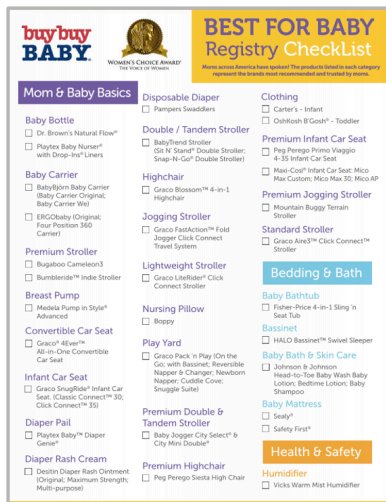 buybuy
BABY.
WOMEN'S CHOICE AWARD
THE VOICE OF WOMEN
BEST FOR BABY
Registry CheckList
Moms across America have spoken! The products listed in each category
represent the brands most recommended and trusted by moms.
Mom & Baby Basics
Baby Bottle
Dr. Brown's Natural Flow®
Playtex Baby Nurser®
with Drop-Ins® Liners
Baby Carrier
BabyBjörn Baby Carrier
(Baby Carrier Original;
Baby Carrier We)
ERGObaby (Original;
Four Position 360
Carrier)
Premium Stroller
Bugaboo Cameleon3
Bumbleride™ Indie Stroller
Breast Pump
Medela Pump in Style®
Advanced
Convertible Car Seat
Graco® 4Ever™
All-in-One Convertible
Car Seat
Infant Car Seat
Graco SnugRide® Infant Car
Seat. (Classic Connect™ 30;
Click Connect™ 35)
Diaper Pail
Playtex Baby™ Diaper
Genie®
Diaper Rash Cream
Desitin Diaper Rash Ointment
(Original; Maximum Strength;
Multi-purpose)
Disposable Diaper
Pampers Swaddlers
Double / Tandem Stroller
BabyTrend Stroller
(Sit N' Stand® Double Stroller;
Snap-N-Go® Double Stroller)
Highchair
Graco Blossom™ 4-in-1
Highchair
Jogging Stroller
Graco FastAction™ Fold
Jogger Click Connect
Travel System
Lightweight Stroller
Graco LiteRider® Click
Connect Stroller
Nursing Pillow
Boppy
Play Yard
Graco Pack 'n Play (On the
Go; with Bassinet; Reversible
Napper & Changer; Newborn
Napper; Cuddle Cove;
Snuggle Suite)
Premium Double &
Tandem Stroller
Baby Jogger City Select® &
City Mini Double®
Premium Highchair
Peg Perego Siesta High Chair
Clothing
Carter's - Infant
OshKosh B'Gosh® - Toddler
Premium Infant Car Seat
Peg Perego Primo Viaggio
4-35 Infant Car Seat
Maxi-Cosi® Infant Car Seat: Mico
Max Custom; Mico Max 30; Mico AP
Premium Jogging Stroller
Mountain Buggy Terrain
Stroller
Standard Stroller
Graco Aire3™ Click Connect™
Stroller
Bedding & Bath
Baby Bathtub
Fisher-Price 4-in-1 Sling 'n
Seat Tub
Bassinet
HALO Bassinet™ Swivel Sleeper
Baby Bath & Skin Care
Johnson & Johnson
Head-to-Toe Baby Wash Baby
Lotion; Bedtime Lotion; Baby
Shampoo
Baby Mattress
Sealy®
Safety First®
Health & Safety
Humidifier
Vicks Warm Mist Humidifier